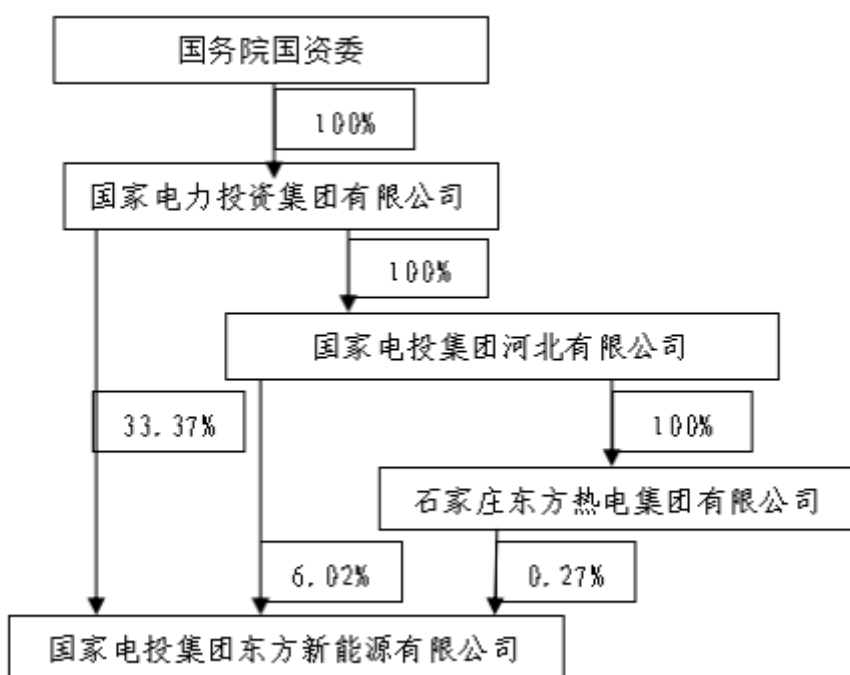 国务院国资委
100%
国家电力投资集团有限公司
100%
国家电投集团河北有限公司
33.37%
100%
石家庄东方热电集团有限公司
6.02%
0.27%
国家电投集团东方新能源有限公司